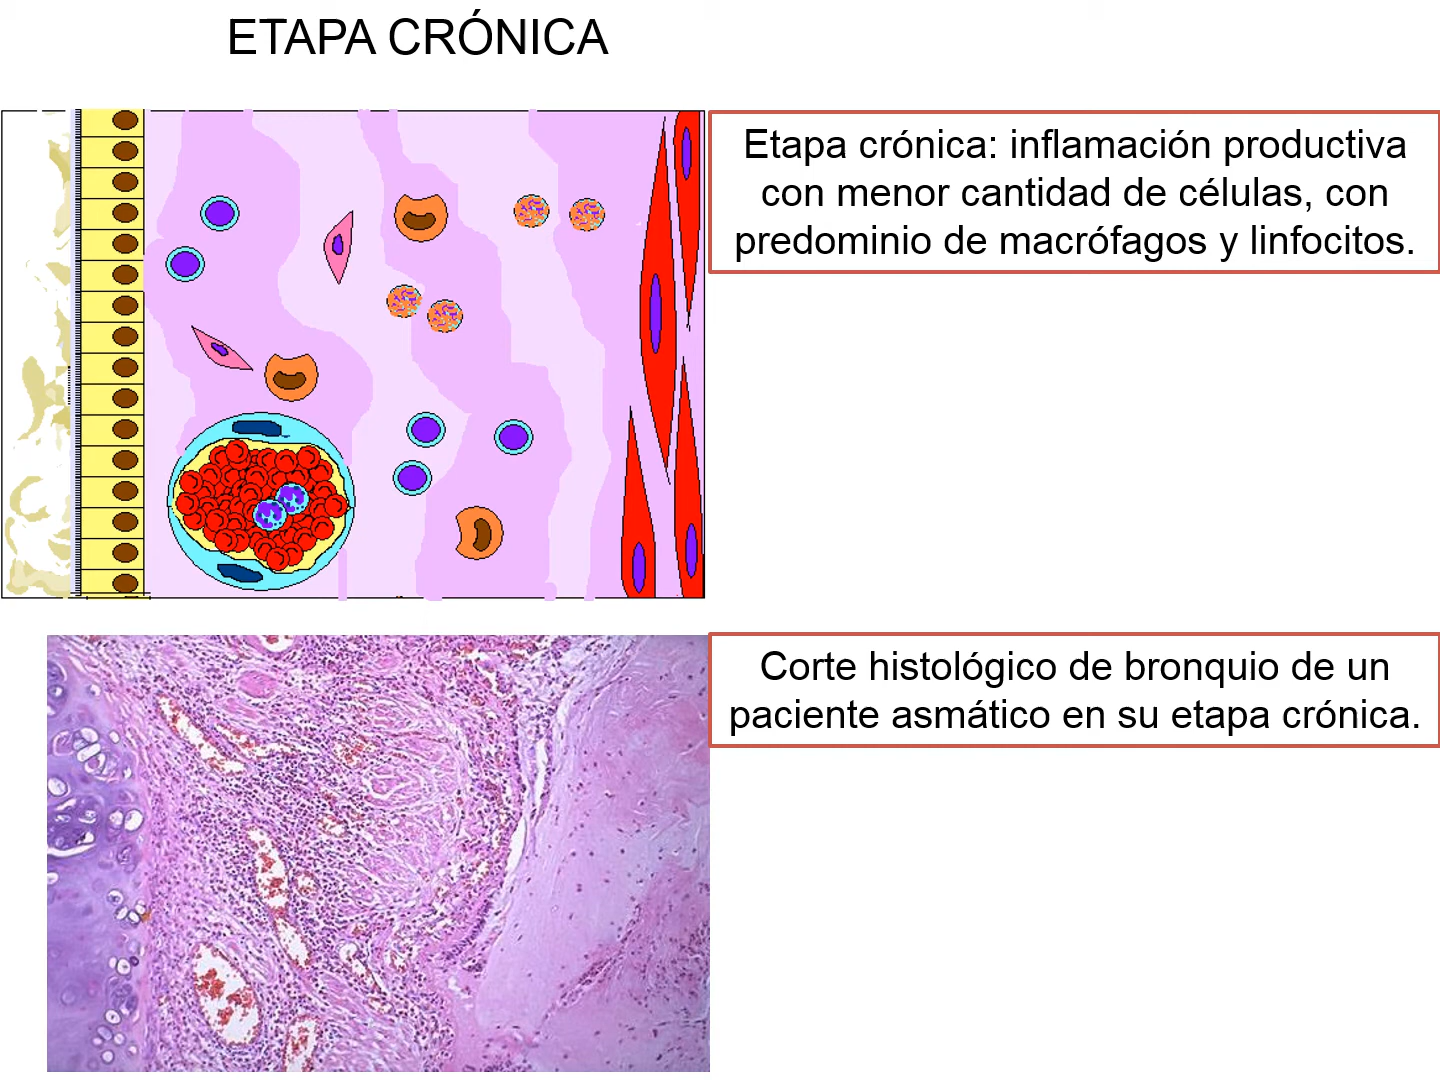 ETAPA CRÓNICA
Etapa crónica: inflamación productiva
con menor cantidad de células, con
predominio de macrófagos y linfocitos.
Corte histológico de bronquio de un
paciente asmático en su etapa crónica.